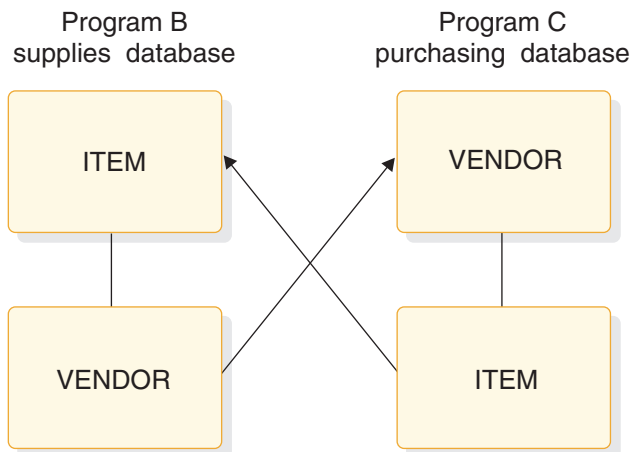 Program B
supplies database
Program C
purchasing database
ITEM
VENDOR
VENDOR
ITEM